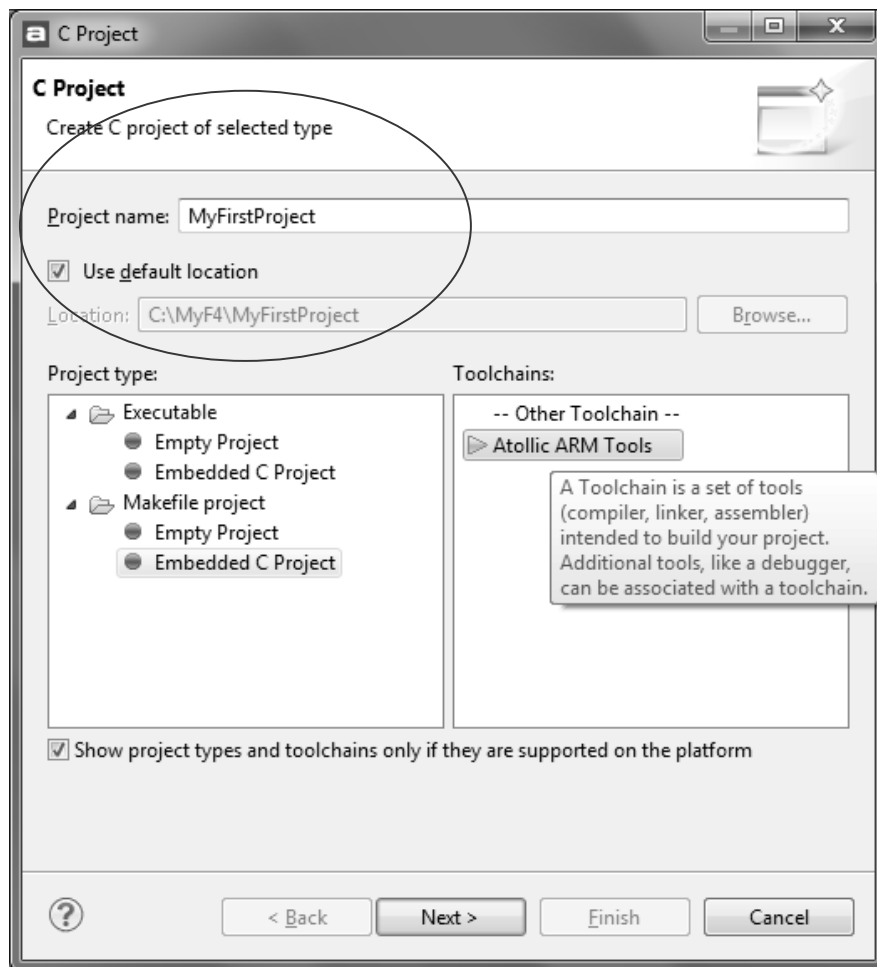 C Project
C Project
Create C project of selected type
Project name: MyFirstProject
Use default location
Location: C:\MyF4\MyFirstProject Browse...
Project type: Toolchains:
Executable
Empty Project
Embedded C Project
Makefile project
Empty Project
Embedded C Project
-- Other Toolchain --
Atollic ARM Tools
A Toolchain is a set of tools
(compiler, linker, assembler)
intended to build your project.
Additional tools, like a debugger,
can be associated with a toolchain.
Show project types and toolchains only if they are supported on the platform
? < Back Next > Finish Cancel